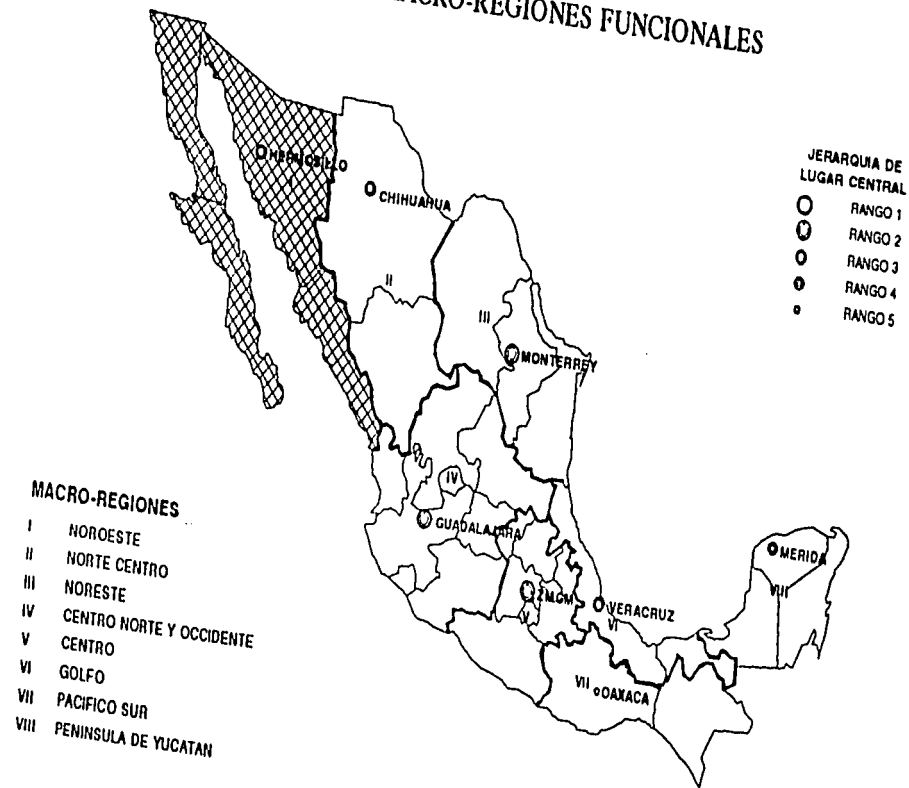 MACRO-REGIONES FUNCIONALES
JERARQUIA DE
LUGAR CENTRAL
RANGO 1
RANGO 2
RANGO 3
RANGO 4
RANGO 5
HERMOSILLO
I
CHIHUAHUA
II
III
MONTERREY
IV
GUADALAJARA
ZMCM
V
VERACRUZ
VI
MERIDA
VIII
VII
OAXACA
MACRO-REGIONES
I NOROESTE
II NORTE CENTRO
III NORESTE
IV CENTRO NORTE Y OCCIDENTE
V CENTRO
VI GOLFO
VII PACIFICO SUR
VIII PENINSULA DE YUCATAN